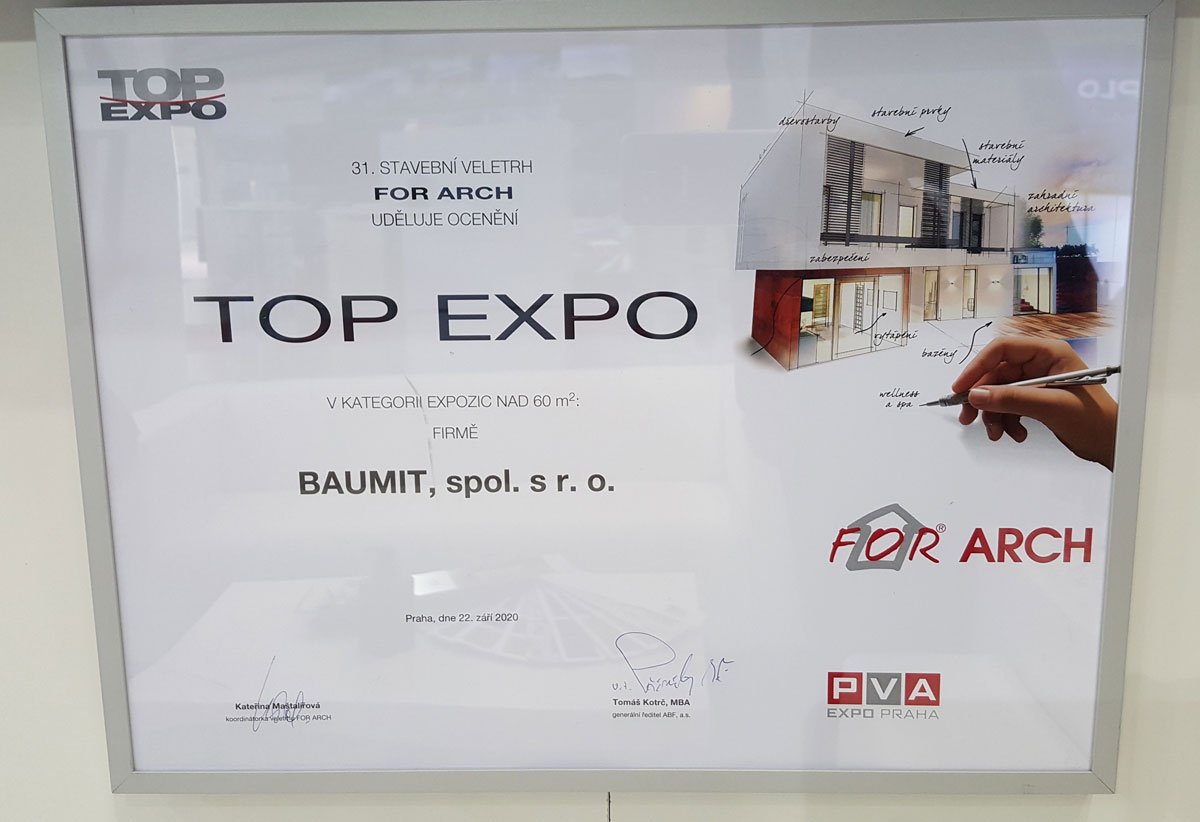 TOP
EXPO
31. STAVEBNÍ VELETRH
FOR ARCH
UDĚLUJE OCENĚNÍ
TOP EXPO
V KATEGORII EXPOZIC NAD 60 m²:
FIRMĚ
BAUMIT, spol. s r. o.
Praha, dne 22. září 2020
Kateřina Maštalířová
koordinátorka veletrhu FOR ARCH
v.z.
Tomáš Kotrč, MBA
generální ředitel ABF, a.s.
dřevostavby
stavební prvky
stavební
materiály
zahradní
architektura
zabezpečení
vytápění
bazény
wellness
a spa
FOR® ARCH
PVA
EXPO PRAHA